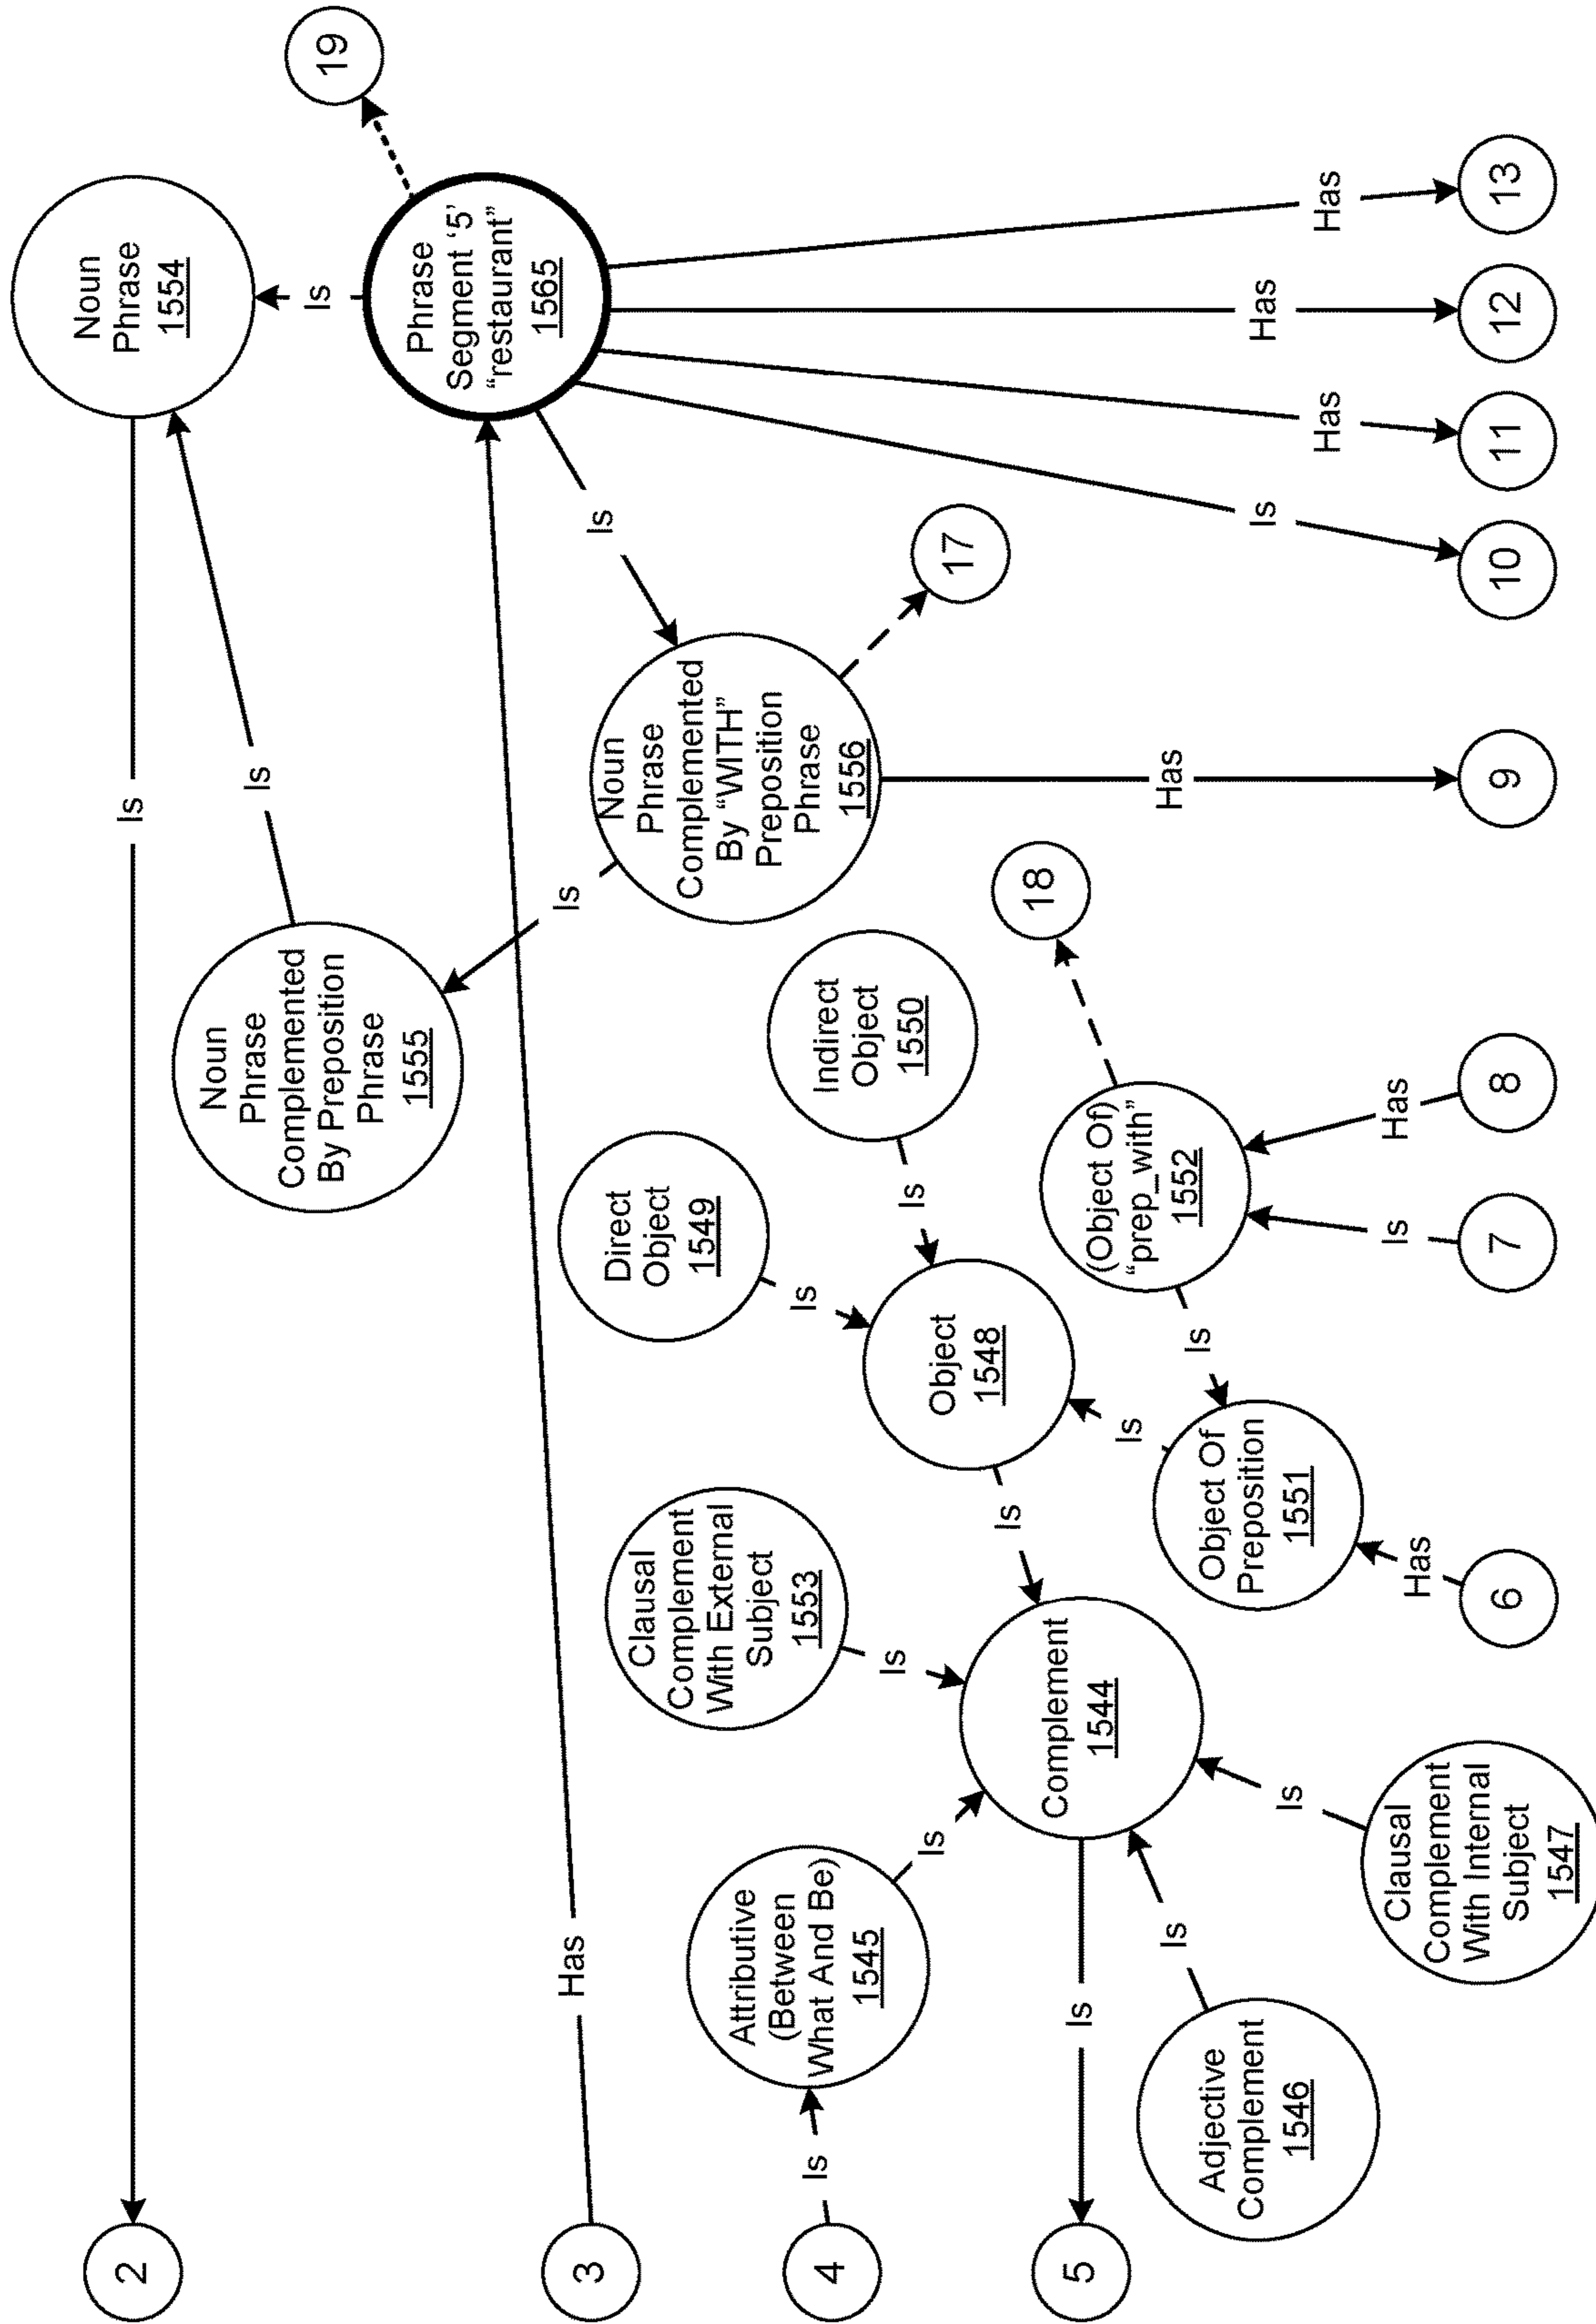 2
Is
Noun
Phrase
1554
19
Is
Phrase
Segment ‘5’
“restaurant”
1565
Noun
Phrase
Complemented
By Preposition
Phrase
1555
Is
Is
Is
3
Has
Noun
Phrase
Complemented
By “WITH”
Preposition
Phrase
1556
17
Has
9
Is
10
Has
11
Has
12
Has
13
4
Is
Attributive
(Between
What And Be)
1545
Is
Clausal
Complement
With External
Subject
1553
Is
Direct
Object
1549
Is
Indirect
Object
1550
Is
Object
1548
Is
18
5
Is
Complement
1544
Is
(Object Of)
“prep_with”
1552
Is
Object Of
Preposition
1551
Adjective
Complement
1546
Is
Clausal
Complement
With Internal
Subject
1547
Is
Has
6
Is
7
Has
8